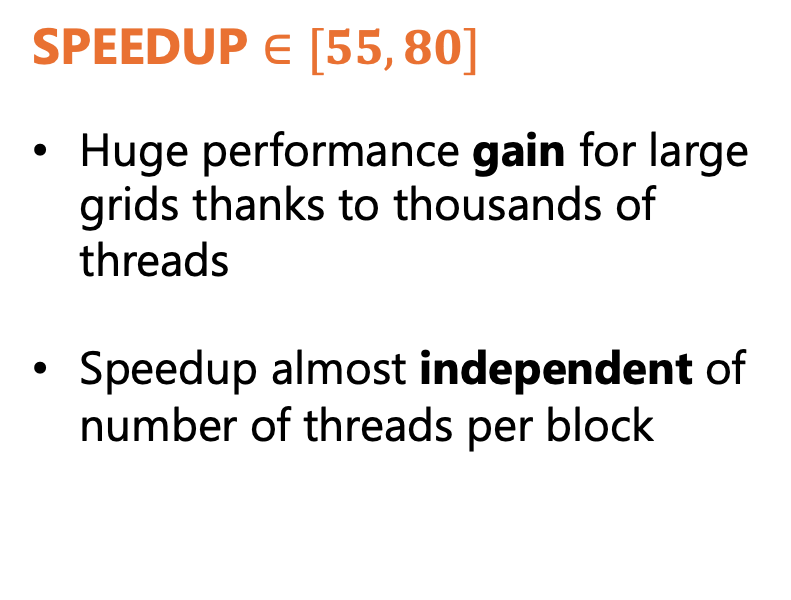 SPEEDUP ∈ [55, 80]
• Huge performance gain for large
grids thanks to thousands of
threads
• Speedup almost independent of
number of threads per block